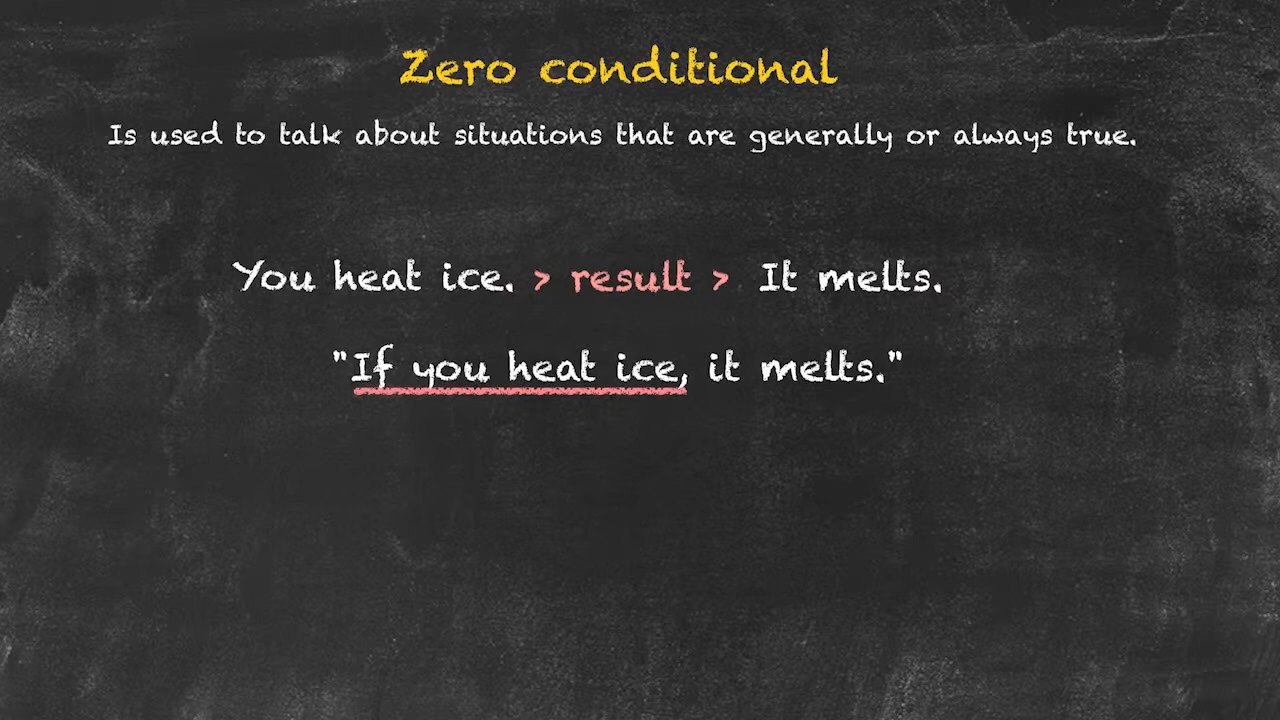 Zero conditional
Is used to talk about situations that are generally or always true.
You heat ice. > result > It melts.
"If you heat ice, it melts."